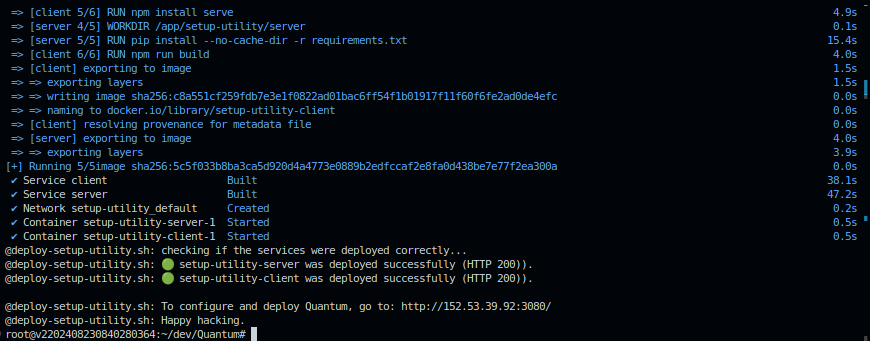 => [client 5/6] RUN npm install serve 4.9s
=> [server 4/5] WORKDIR /app/setup-utility/server 0.1s
=> [server 5/5] RUN pip install --no-cache-dir -r requirements.txt 15.4s
=> [client 6/6] RUN npm run build 4.0s
=> [client] exporting to image 1.5s
=> => exporting layers 1.5s
=> => writing image sha256:c8a551cf259fdb7e3e1f0822ad01bac6ff54f1b01917f11f60f6fe2ad0de4efc 0.0s
=> => naming to docker.io/library/setup-utility-client 0.0s
=> [client] resolving provenance for metadata file 0.0s
=> [server] exporting to image 4.0s
=> => exporting layers 3.9s
[+] Running 5/5image sha256:5c5f033b8ba3ca5d920d4a4773e0889b2edfccaf2e8fa0d438be7e77f2ea300a 0.0s
✔ Service client Built 38.1s
✔ Service server Built 47.2s
✔ Network setup-utility_default Created 0.2s
✔ Container setup-utility-server-1 Started 0.5s
✔ Container setup-utility-client-1 Started 0.5s
@deploy-setup-utility.sh: checking if the services were deployed correctly...
@deploy-setup-utility.sh: 🟢 setup-utility-server was deployed successfully (HTTP 200)).
@deploy-setup-utility.sh: 🟢 setup-utility-client was deployed successfully (HTTP 200)).
@deploy-setup-utility.sh: To configure and deploy Quantum, go to: http://152.53.39.92:3080/
@deploy-setup-utility.sh: Happy hacking.
root@v2202408230840280364:~/dev/Quantum#